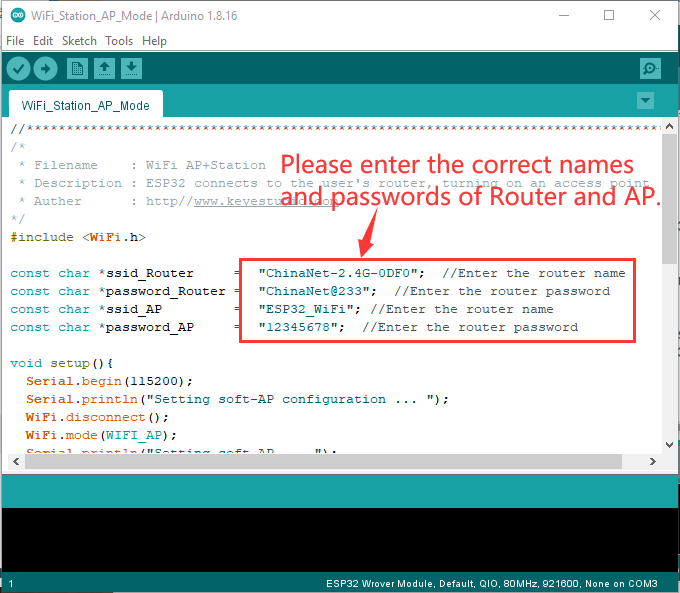 WiFi_Station_AP_Mode | Arduino 1.8.16
File Edit Sketch Tools Help
WiFi_Station_AP_Mode
//**********************************************************************************
/*
 * Filename    : WiFi AP+Station
Please enter the correct names
 * Description : ESP32 connects to the user's router, turning on an access point
and passwords of Router and AP.
 * Auther      : http//www.keyestudio.com
*/
#include <WiFi.h>
const char *ssid_Router     =  "ChinaNet-2.4G-0DF0";  //Enter the router name
const char *password_Router =  "ChinaNet@233";  //Enter the router password
const char *ssid_AP         =  "ESP32_WiFi"; //Enter the router name
const char *password_AP     =  "12345678";  //Enter the router password
void setup(){
  Serial.begin(115200);
  Serial.println("Setting soft-AP configuration ... ");
  WiFi.disconnect();
  WiFi.mode(WIFI_AP);
  Serial.println("Setting soft-AP ... ");
1
ESP32 Wrover Module, Default, QIO, 80MHz, 921600, None on COM3